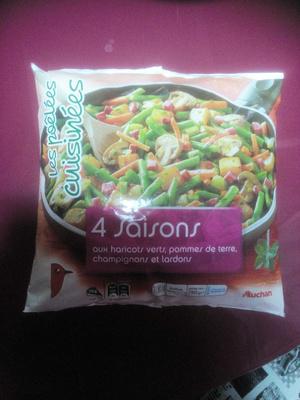 les poêlées
cuisinées
4 saisons
aux haricots verts, pommes de terre,
champignons et lardons
Auchan